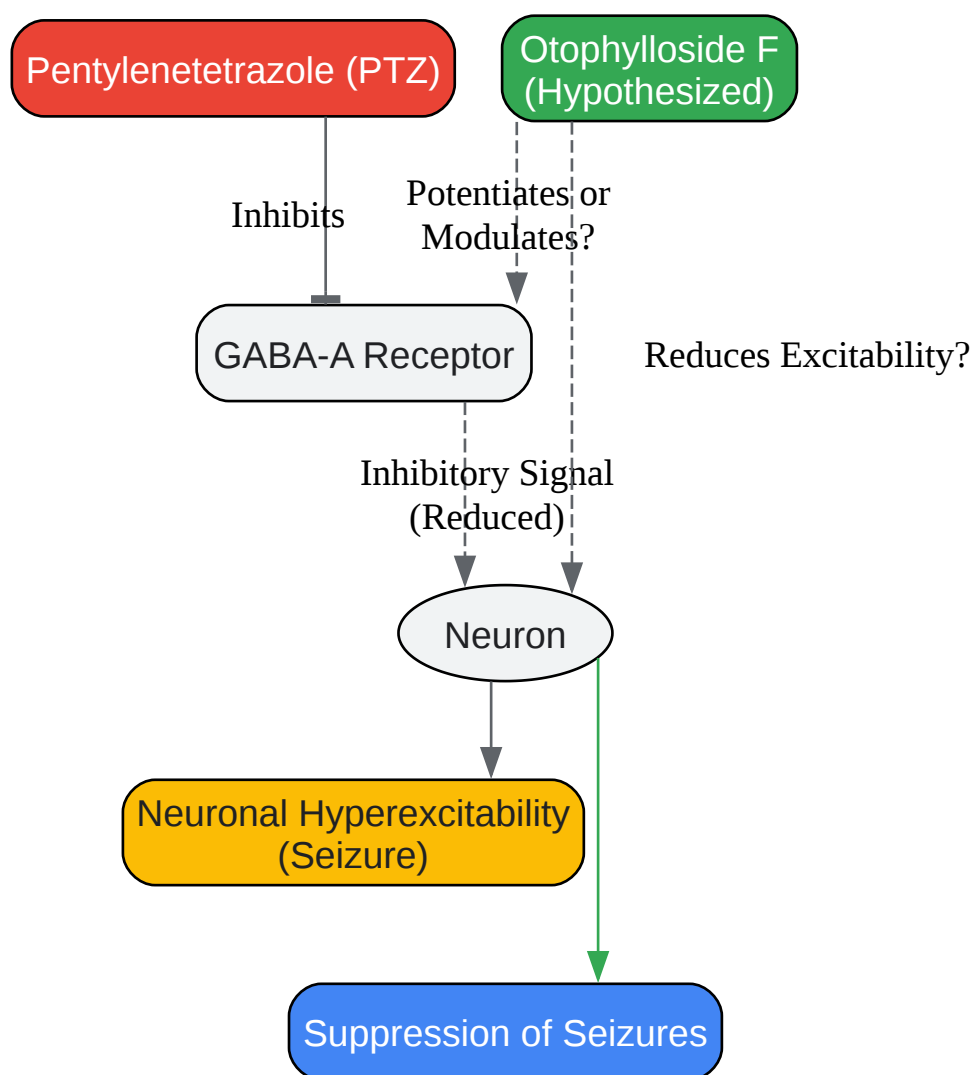 Pentylenetetrazole (PTZ)
Otophylloside F
(Hypothesized)
Inhibits
Potentiates or
Modulates?
GABA-A Receptor
Reduces Excitability?
Inhibitory Signal
(Reduced)
Neuron
Neuronal Hyperexcitability
(Seizure)
Suppression of Seizures